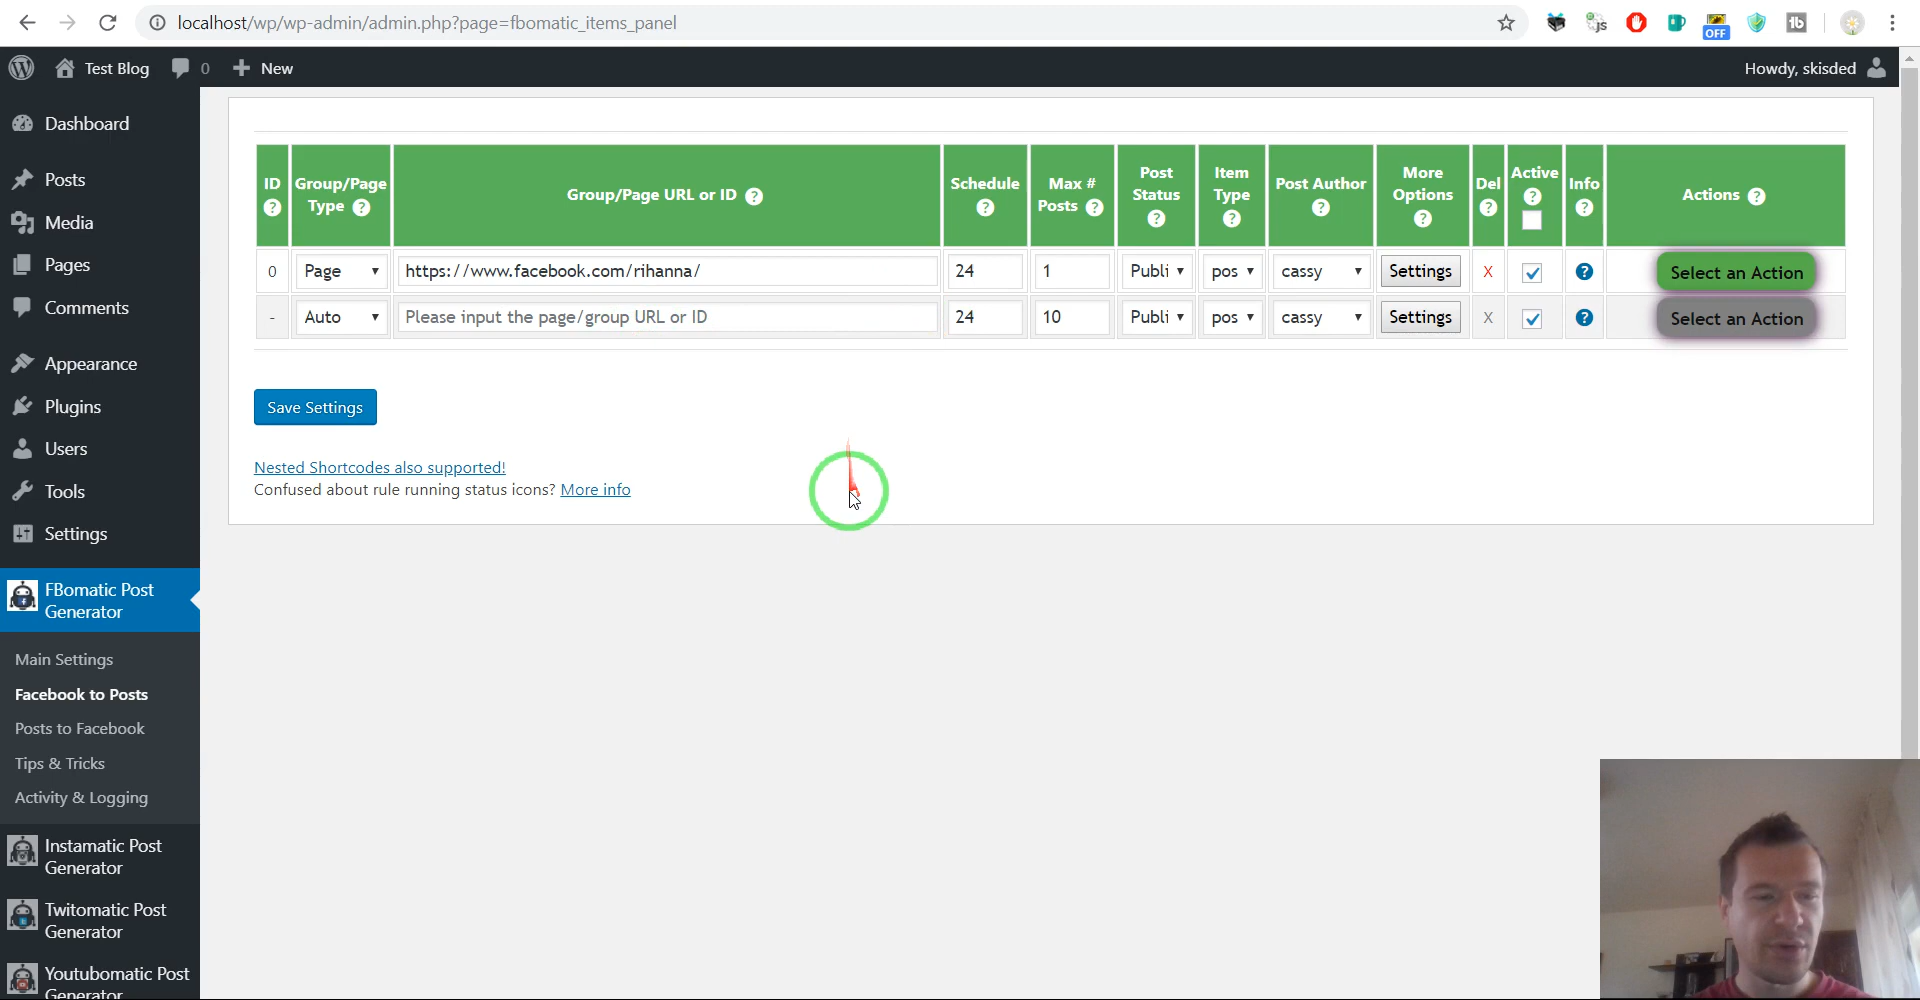 localhost/wp/wp-admin/admin.php?page=fbomatic_items_panel
OFF
Test Blog 0 New Howdy, skisded
Dashboard
Posts
Media
Pages
Comments
Appearance
Plugins
Users
Tools
Settings
FBomatic Post
Generator
Main Settings
Facebook to Posts
Posts to Facebook
Tips & Tricks
Activity & Logging
Instamatic Post
Generator
Twitomatic Post
Generator
Youtubomatic Post
Generator
ID ?
Group/Page
Type ?
Group/Page URL or ID ?
Schedule
?
Max #
Posts ?
Post
Status
?
Item
Type
?
Post Author
?
More
Options
?
Del
?
Active
?
Info
?
Actions ?
0 Page https://www.facebook.com/rihanna/ 24 1 Publi pos cassy Settings X ? Select an Action
- Auto Please input the page/group URL or ID 24 10 Publi pos cassy Settings X ? Select an Action
Save Settings
Nested Shortcodes also supported!
Confused about rule running status icons? More info